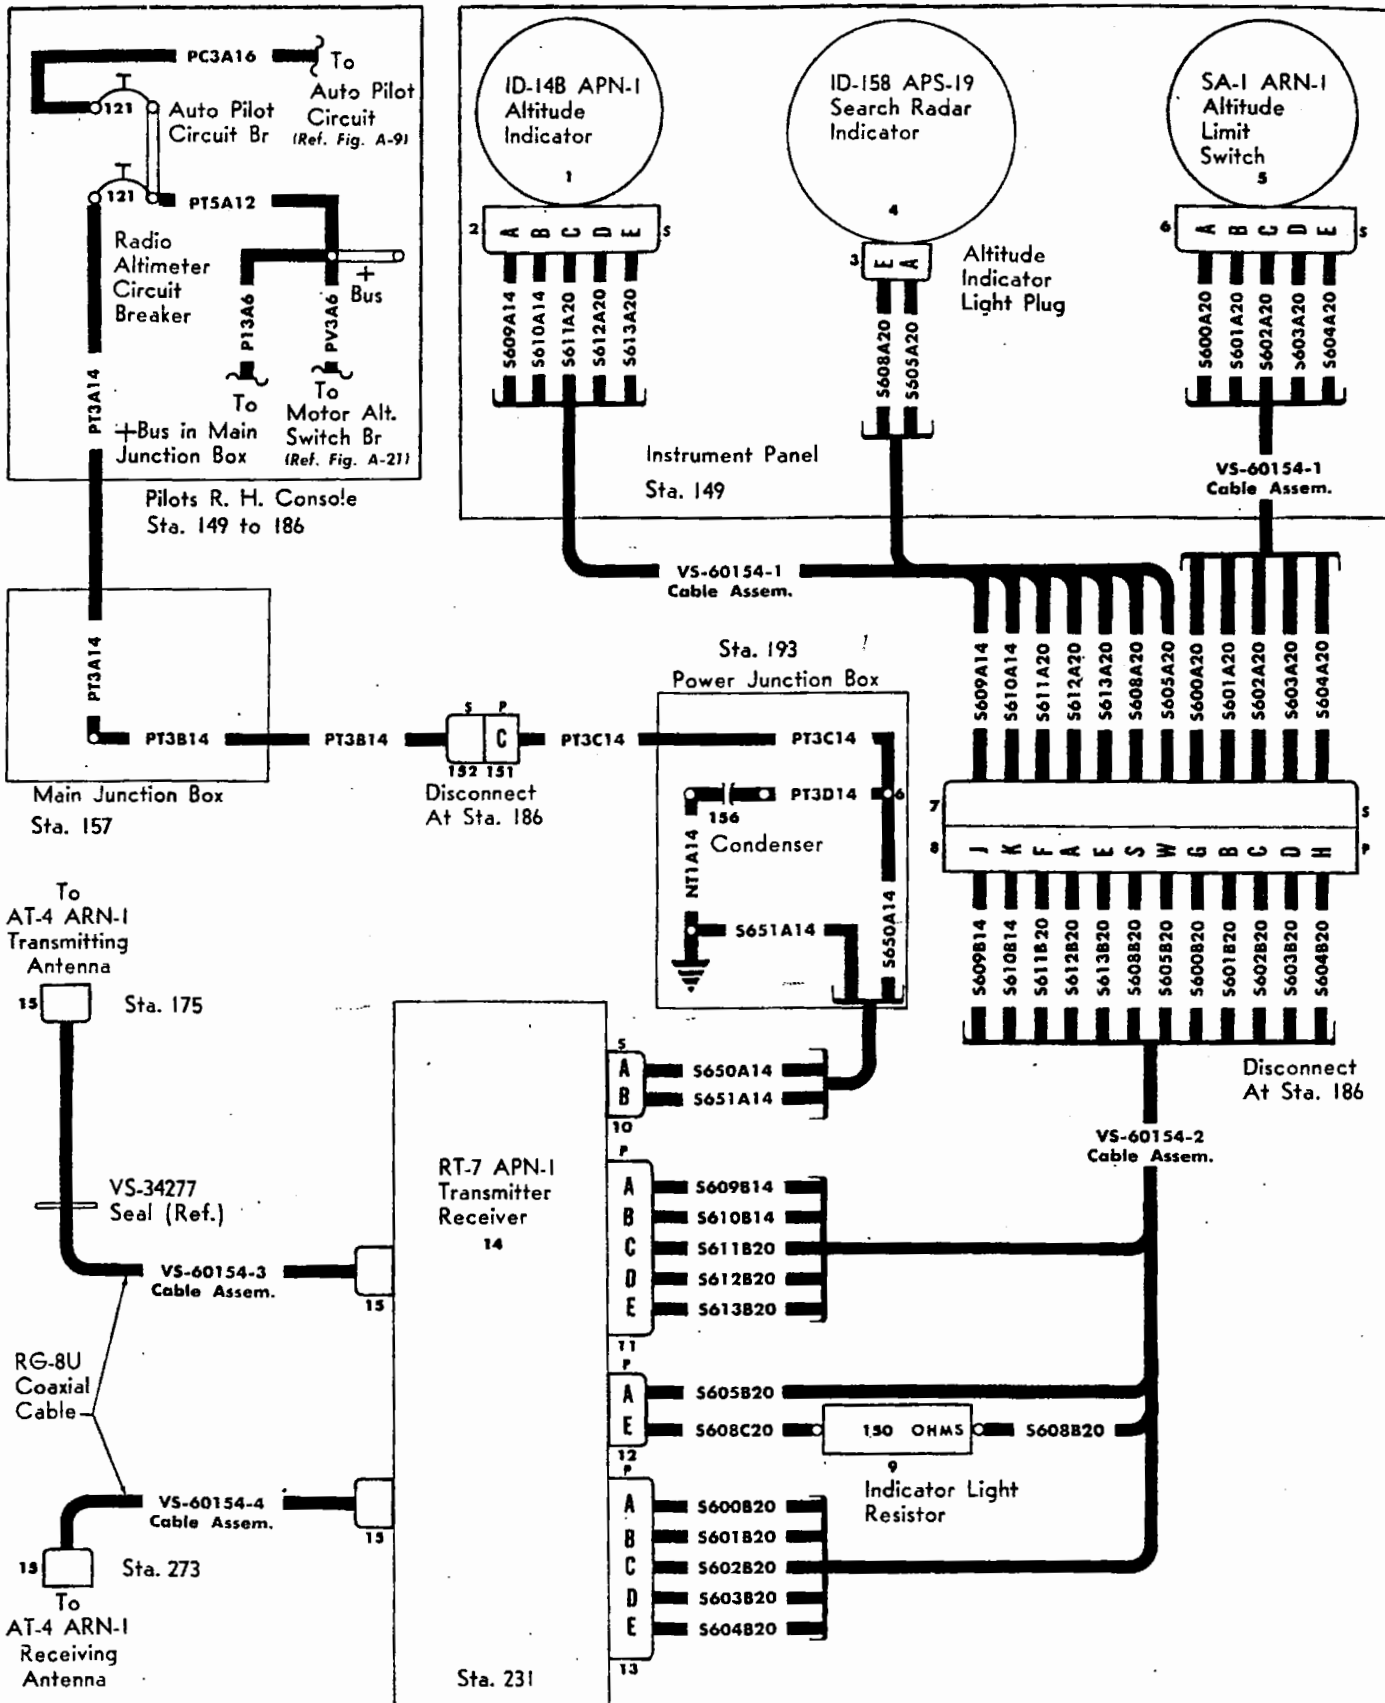 PC3A16
To
Auto Pilot
Circuit
(Ref. Fig. A-9)
121
Auto Pilot
Circuit Br
121
PT5A12
Radio
Altimeter
Circuit
Breaker
+
Bus
P13A6
PV3A6
PT3A14
To
+Bus in Main
Junction Box
To
Motor Alt.
Switch Br
(Ref. Fig. A-21)
Pilots R. H. Console
Sta. 149 to 186
ID-14B APN-1
Altitude
Indicator
1
2
A B C D E
S
S609A14
S610A14
S611A20
S612A20
S613A20
ID-158 APS-19
Search Radar
Indicator
4
3
E A
Altitude
Indicator
Light Plug
S608A20
S605A20
SA-1 ARN-1
Altitude
Limit
Switch
5
6
A B C D E
S
S600A20
S601A20
S602A20
S603A20
S604A20
Instrument Panel
Sta. 149
VS-60154-1
Cable Assem.
VS-60154-1
Cable Assem.
PT3A14
PT3B14
Main Junction Box
Sta. 157
PT3B14
S P
C
152 151
Disconnect
At Sta. 186
PT3C14
Sta. 193
Power Junction Box
PT3C14
PT3D14
6
156
Condenser
NT1A14
S651A14
S650A14
S609A14
S610A14
S611A20
S612A20
S613A20
S608A20
S605A20
S600A20
S601A20
S602A20
S603A20
S604A20
7
S
8
J K F A E S W G B C D H
P
S609B14
S610B14
S611B20
S612B20
S613B20
S608B20
S605B20
S600B20
S601B20
S602B20
S603B20
S604B20
Disconnect
At Sta. 186
VS-60154-2
Cable Assem.
To
AT-4 ARN-1
Transmitting
Antenna
15
Sta. 175
VS-34277
Seal (Ref.)
VS-60154-3
Cable Assem.
15
RG-8U
Coaxial
Cable
VS-60154-4
Cable Assem.
15
15
Sta. 273
To
AT-4 ARN-1
Receiving
Antenna
RT-7 APN-1
Transmitter
Receiver
14
Sta. 231
S
A S650A14
B S651A14
10
P
A S609B14
B S610B14
C S611B20
D S612B20
E S613B20
11
P
A S605B20
E S608C20
150 OHMS
S608B20
12
9
Indicator Light
Resistor
P
A S600B20
B S601B20
C S602B20
D S603B20
E S604B20
13